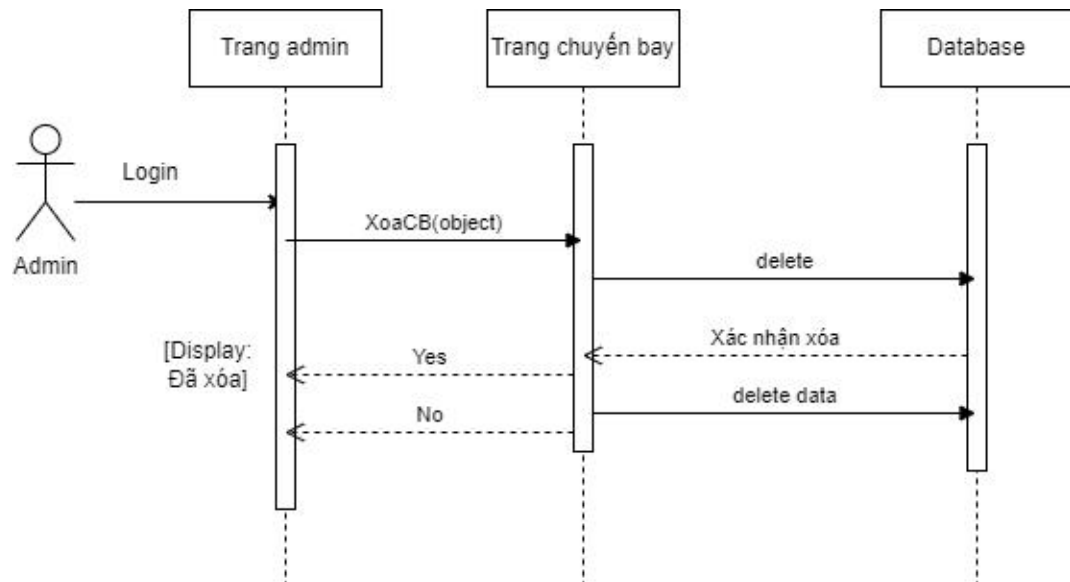 Trang admin
Trang chuyến bay
Database
Login
Admin
XoaCB(object)
delete
Xác nhận xóa
[Display:
Đã xóa]
Yes
delete data
No